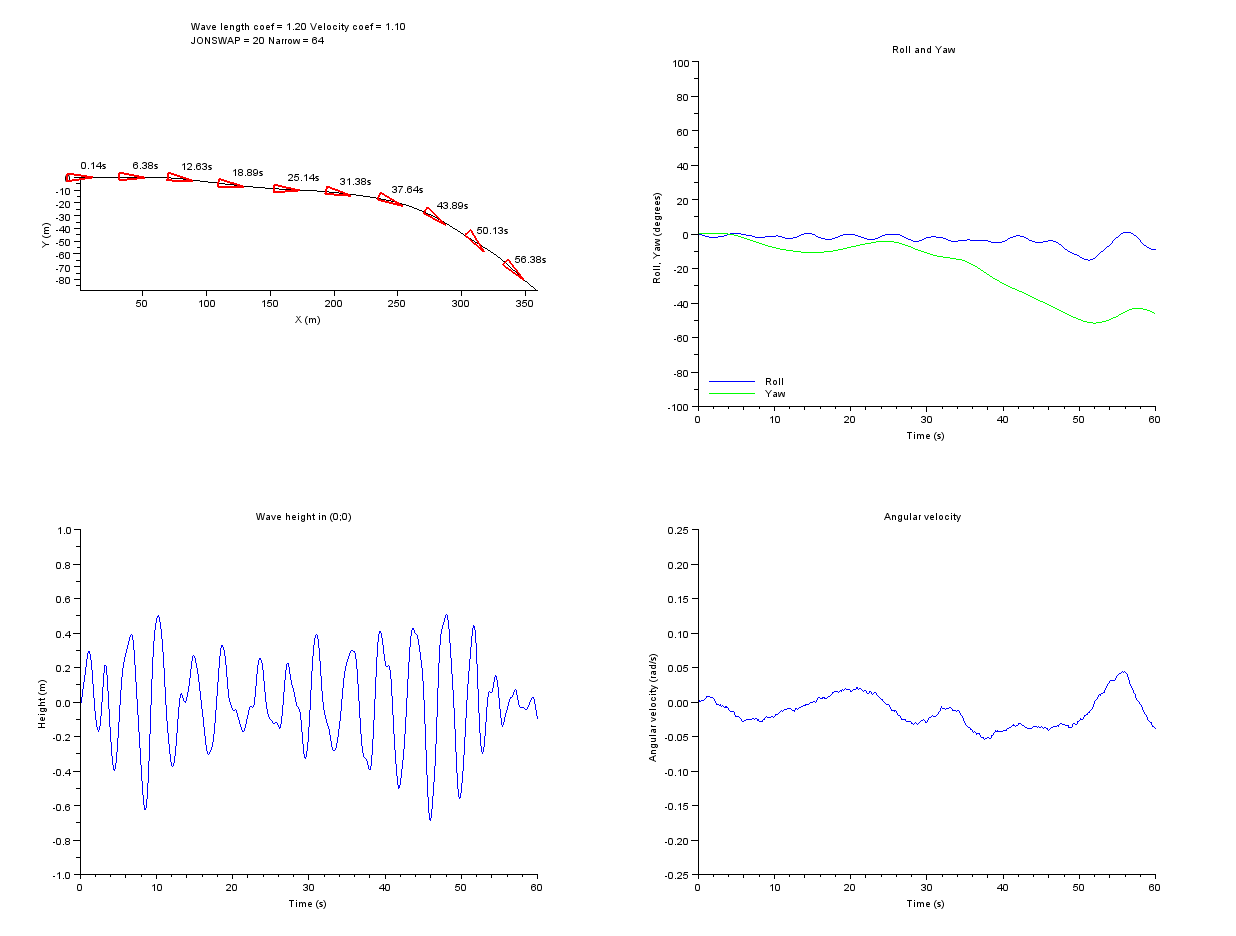 Wave length coef = 1.20 Velocity coef = 1.10
JONSWAP = 20 Narrow = 64
0.14s 6.38s 12.63s 18.89s 25.14s 31.38s 37.64s 43.89s 50.13s 56.38s
Y (m)
-10
-20
-30
-40
-50
-60
-70
-80
50 100 150 200 250 300 350
X (m)
Roll and Yaw
Roll, Yaw (degrees)
100
80
60
40
20
0
-20
-40
-60
-80
-100
Roll
Yaw
0 10 20 30 40 50 60
Time (s)
Wave height in (0;0)
Height (m)
1.0
0.8
0.6
0.4
0.2
0.0
-0.2
-0.4
-0.6
-0.8
-1.0
0 10 20 30 40 50 60
Time (s)
Angular velocity
Angular velocity (rad/s)
0.25
0.20
0.15
0.10
0.05
0.00
-0.05
-0.10
-0.15
-0.20
-0.25
0 10 20 30 40 50 60
Time (s)